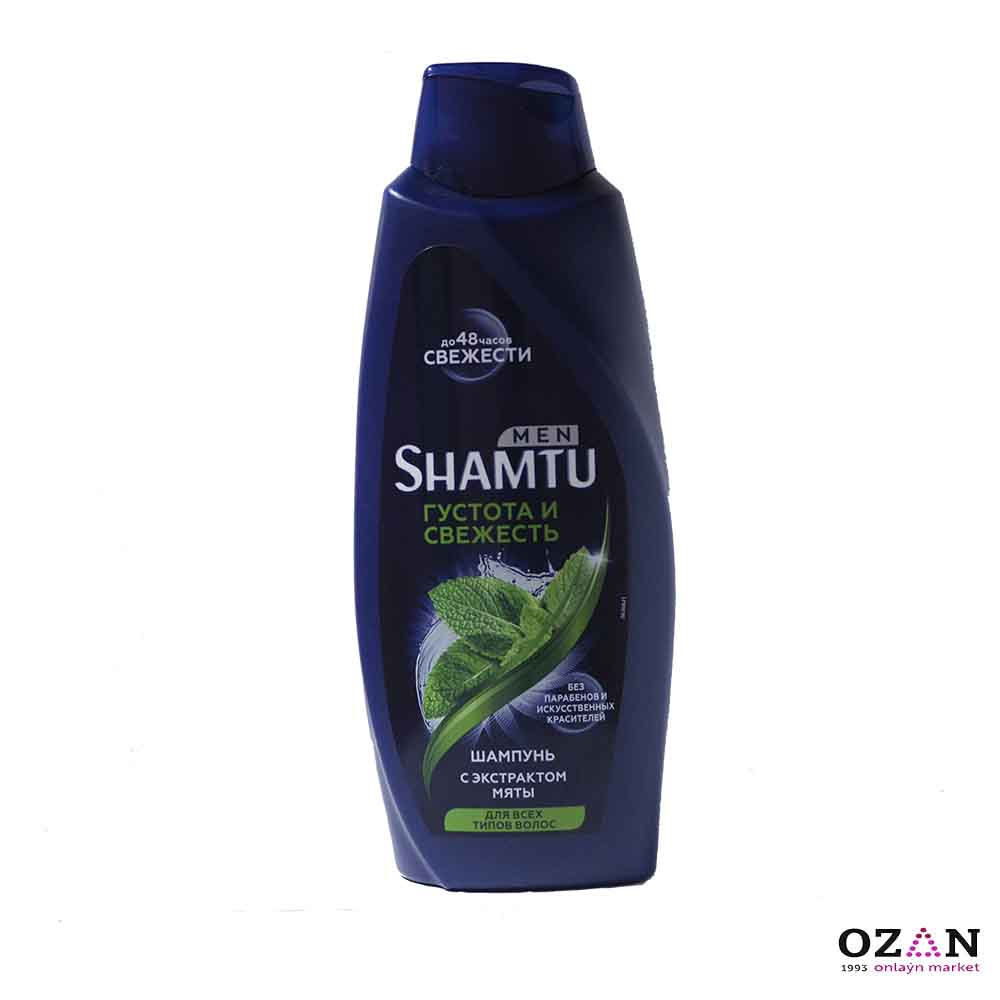 до 48 часов
СВЕЖЕСТИ
MEN
SHAMTU
ГУСТОТА И
СВЕЖЕСТЬ
БЕЗ
ПАРАБЕНОВ И
ИСКУССТВЕННЫХ
КРАСИТЕЛЕЙ
ШАМПУНЬ
С ЭКСТРАКТОМ
МЯТЫ
ДЛЯ ВСЕХ
ТИПОВ ВОЛОС
OZAN
1993 onlaýn market